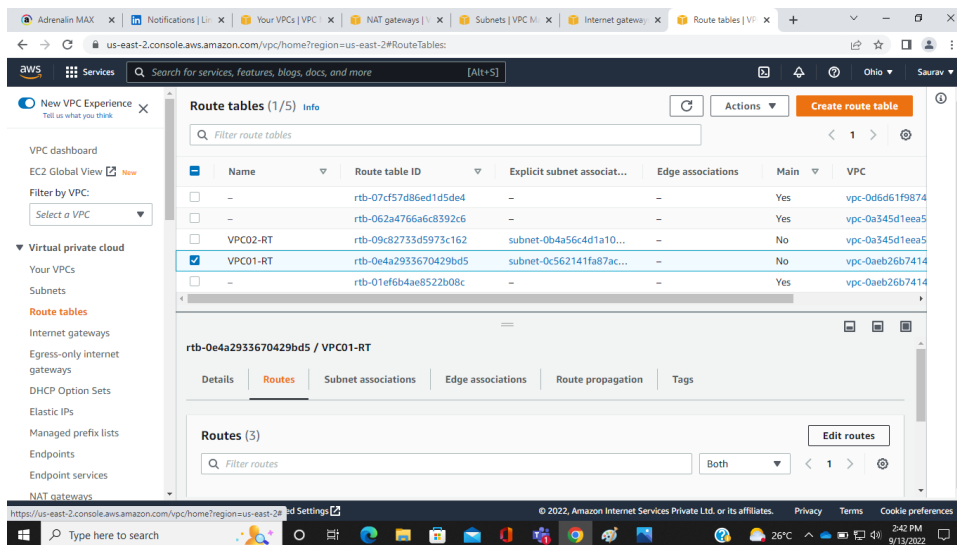 Adrenalin MAX
Notifications | Lin
Your VPCs | VPC
NAT gateways | V
Subnets | VPC M
Internet gateway
Route tables | VP
us-east-2.console.aws.amazon.com/vpc/home?region=us-east-2#RouteTables:
aws
Services
Search for services, features, blogs, docs, and more
[Alt+S]
Ohio
Saurav
New VPC Experience
Tell us what you think
VPC dashboard
EC2 Global View New
Filter by VPC:
Select a VPC
Virtual private cloud
Your VPCs
Subnets
Route tables
Internet gateways
Egress-only internet
gateways
DHCP Option Sets
Elastic IPs
Managed prefix lists
Endpoints
Endpoint services
NAT gateways
Route tables (1/5) Info
Actions
Create route table
Filter route tables
1
Name Route table ID Explicit subnet associat... Edge associations Main VPC
– rtb-07cf57d86ed1d5de4 – – Yes vpc-0d6d61f9874
– rtb-062a4766a6c8392c6 – – Yes vpc-0a345d1eea5
VPC02-RT rtb-09c82733d5973c162 subnet-0b4a56c4d1a10... – No vpc-0a345d1eea5
VPC01-RT rtb-0e4a2933670429bd5 subnet-0c562141fa87ac... – No vpc-0aeb26b7414
– rtb-01ef6b4ae8522b08c – – Yes vpc-0aeb26b7414
rtb-0e4a2933670429bd5 / VPC01-RT
Details Routes Subnet associations Edge associations Route propagation Tags
Routes (3)
Edit routes
Filter routes
Both
1
https://us-east-2.console.aws.amazon.com/vpc/home?region=us-east-2#
ed Settings
© 2022, Amazon Internet Services Private Ltd. or its affiliates. Privacy Terms Cookie preferences
Type here to search
26°C
2:42 PM
9/13/2022